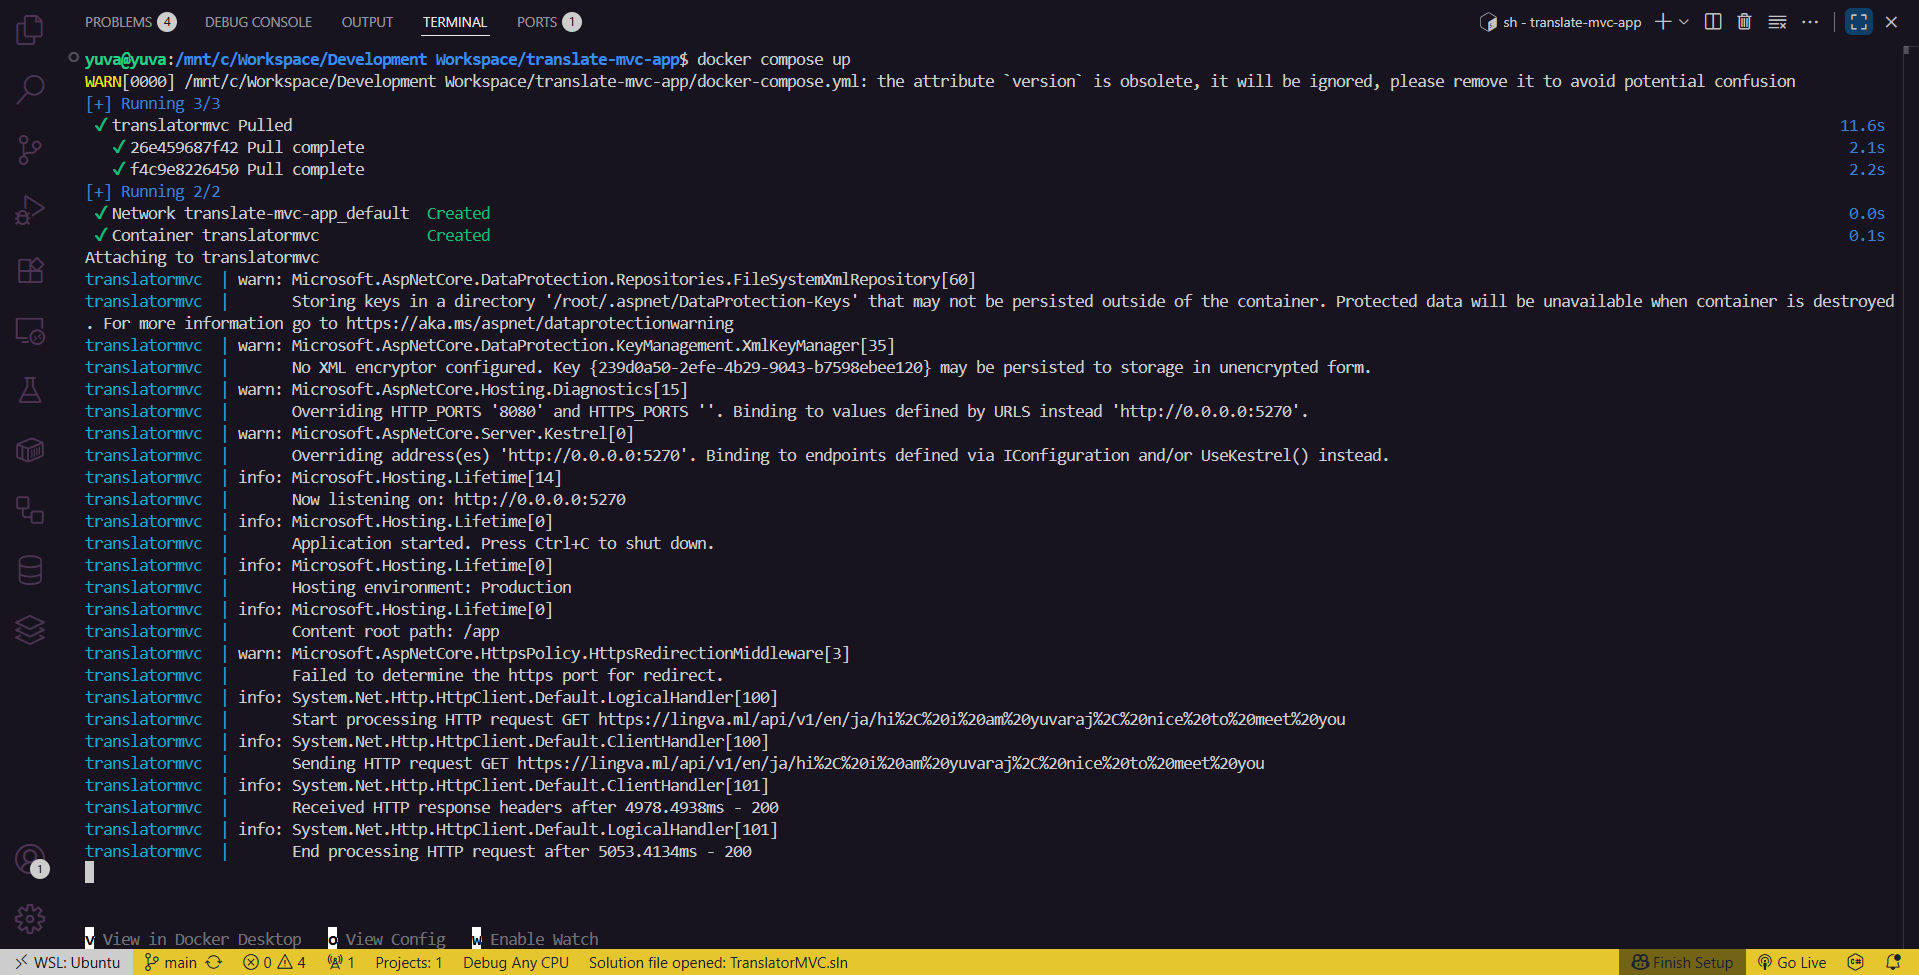 PROBLEMS 4 DEBUG CONSOLE OUTPUT TERMINAL PORTS 1 sh - translate-mvc-app
yuva@yuva:/mnt/c/Workspace/Development Workspace/translate-mvc-app$ docker compose up
WARN[0000] /mnt/c/Workspace/Development Workspace/translate-mvc-app/docker-compose.yml: the attribute `version` is obsolete, it will be ignored, please remove it to avoid potential confusion
[+] Running 3/3
✓ translatormvc Pulled 11.6s
✓ 26e459687f42 Pull complete 2.1s
✓ f4c9e8226450 Pull complete 2.2s
[+] Running 2/2
✓ Network translate-mvc-app_default Created 0.0s
✓ Container translatormvc Created 0.1s
Attaching to translatormvc
translatormvc | warn: Microsoft.AspNetCore.DataProtection.Repositories.FileSystemXmlRepository[60]
translatormvc | Storing keys in a directory '/root/.aspnet/DataProtection-Keys' that may not be persisted outside of the container. Protected data will be unavailable when container is destroyed
. For more information go to https://aka.ms/aspnet/dataprotectionwarning
translatormvc | warn: Microsoft.AspNetCore.DataProtection.KeyManagement.XmlKeyManager[35]
translatormvc | No XML encryptor configured. Key {239d0a50-2efe-4b29-9043-b7598ebee120} may be persisted to storage in unencrypted form.
translatormvc | warn: Microsoft.AspNetCore.Hosting.Diagnostics[15]
translatormvc | Overriding HTTP_PORTS '8080' and HTTPS_PORTS ''. Binding to values defined by URLS instead 'http://0.0.0.0:5270'.
translatormvc | warn: Microsoft.AspNetCore.Server.Kestrel[0]
translatormvc | Overriding address(es) 'http://0.0.0.0:5270'. Binding to endpoints defined via IConfiguration and/or UseKestrel() instead.
translatormvc | info: Microsoft.Hosting.Lifetime[14]
translatormvc | Now listening on: http://0.0.0.0:5270
translatormvc | info: Microsoft.Hosting.Lifetime[0]
translatormvc | Application started. Press Ctrl+C to shut down.
translatormvc | info: Microsoft.Hosting.Lifetime[0]
translatormvc | Hosting environment: Production
translatormvc | info: Microsoft.Hosting.Lifetime[0]
translatormvc | Content root path: /app
translatormvc | warn: Microsoft.AspNetCore.HttpsPolicy.HttpsRedirectionMiddleware[3]
translatormvc | Failed to determine the https port for redirect.
translatormvc | info: System.Net.Http.HttpClient.Default.LogicalHandler[100]
translatormvc | Start processing HTTP request GET https://lingva.ml/api/v1/en/ja/hi%2C%20i%20am%20yuvaraj%2C%20nice%20to%20meet%20you
translatormvc | info: System.Net.Http.HttpClient.Default.ClientHandler[100]
translatormvc | Sending HTTP request GET https://lingva.ml/api/v1/en/ja/hi%2C%20i%20am%20yuvaraj%2C%20nice%20to%20meet%20you
translatormvc | info: System.Net.Http.HttpClient.Default.ClientHandler[101]
translatormvc | Received HTTP response headers after 4978.4938ms - 200
translatormvc | info: System.Net.Http.HttpClient.Default.LogicalHandler[101]
translatormvc | End processing HTTP request after 5053.4134ms - 200
1
v View in Docker Desktop o View Config w Enable Watch
WSL: Ubuntu main 0 4 1 Projects: 1 Debug Any CPU Solution file opened: TranslatorMVC.sln Finish Setup Go Live